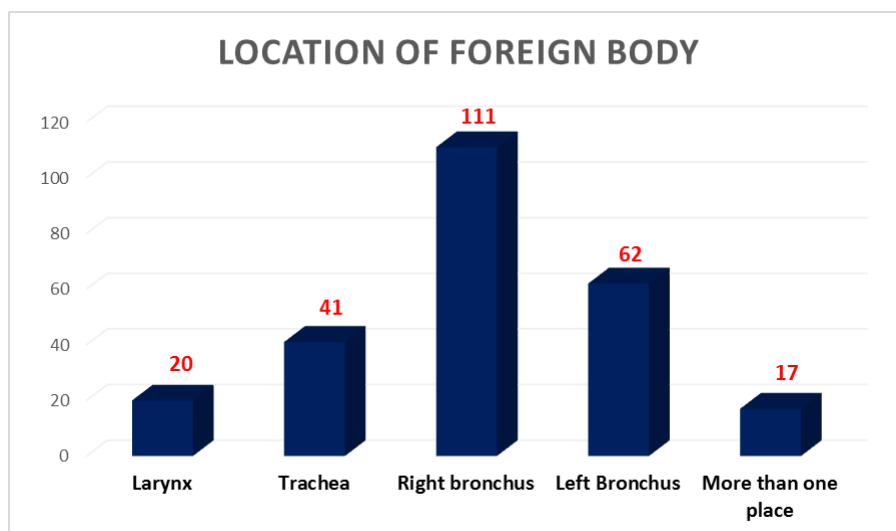 LOCATION OF FOREIGN BODY
120
100
80
60
40
20
0
20
41
111
62
17
Larynx
Trachea
Right bronchus
Left Bronchus
More than one
place